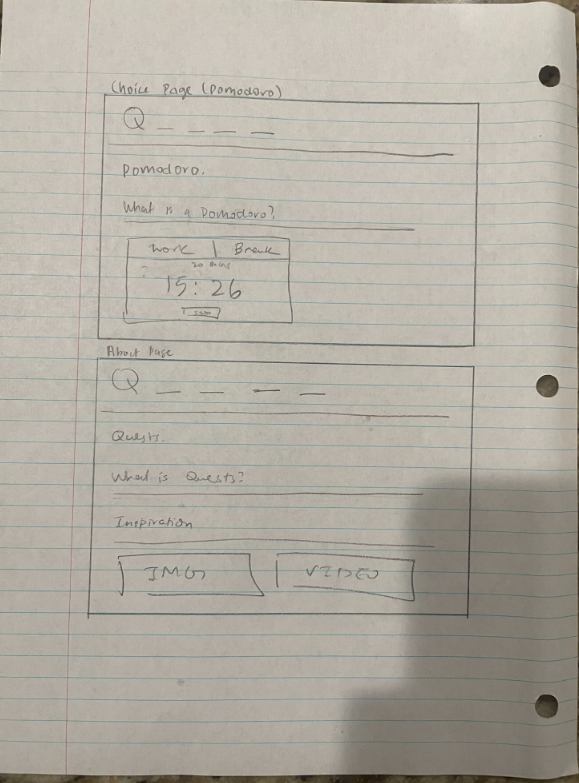 Choice Page (Pomodoro)
Q
Pomodoro.
What is a Pomodoro?
Work | Break
20 mins
15:26
About Page
Q
Quests.
What is Quests?
Inspiration
IMG
VIDEO